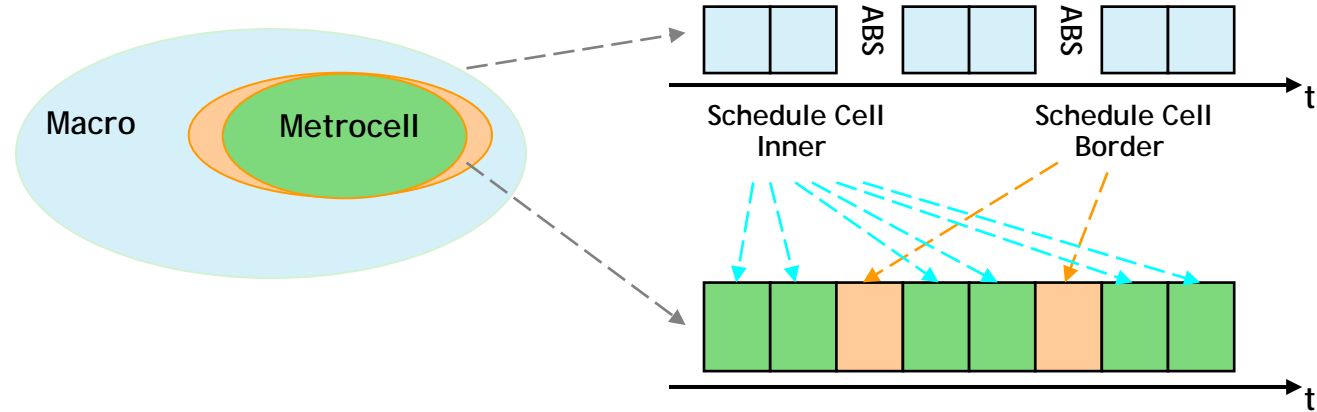 ABS
ABS
t
Macro
Metrocell
Schedule Cell
Inner
Schedule Cell
Border
t